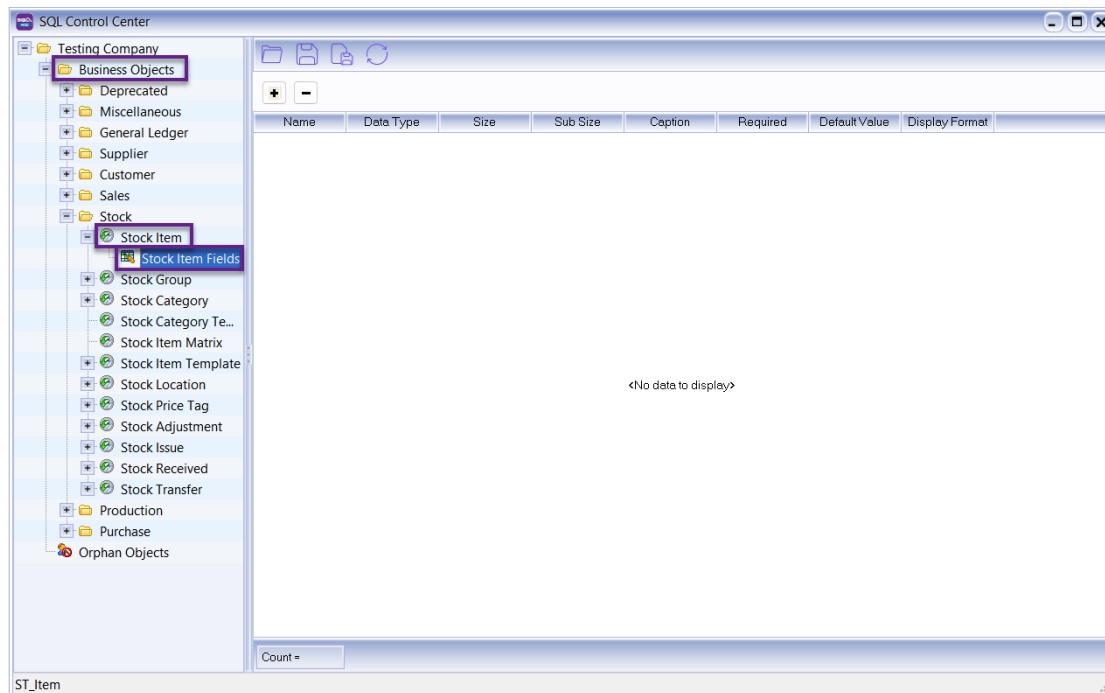 SQL Control Center
Testing Company
Business Objects
Deprecated
Miscellaneous
General Ledger
Supplier
Customer
Sales
Stock
Stock Item
Stock Item Fields
Stock Group
Stock Category
Stock Category Te...
Stock Item Matrix
Stock Item Template
Stock Location
Stock Price Tag
Stock Adjustment
Stock Issue
Stock Received
Stock Transfer
Production
Purchase
Orphan Objects
Name Data Type Size Sub Size Caption Required Default Value Display Format
<No data to display>
Count =
ST_Item